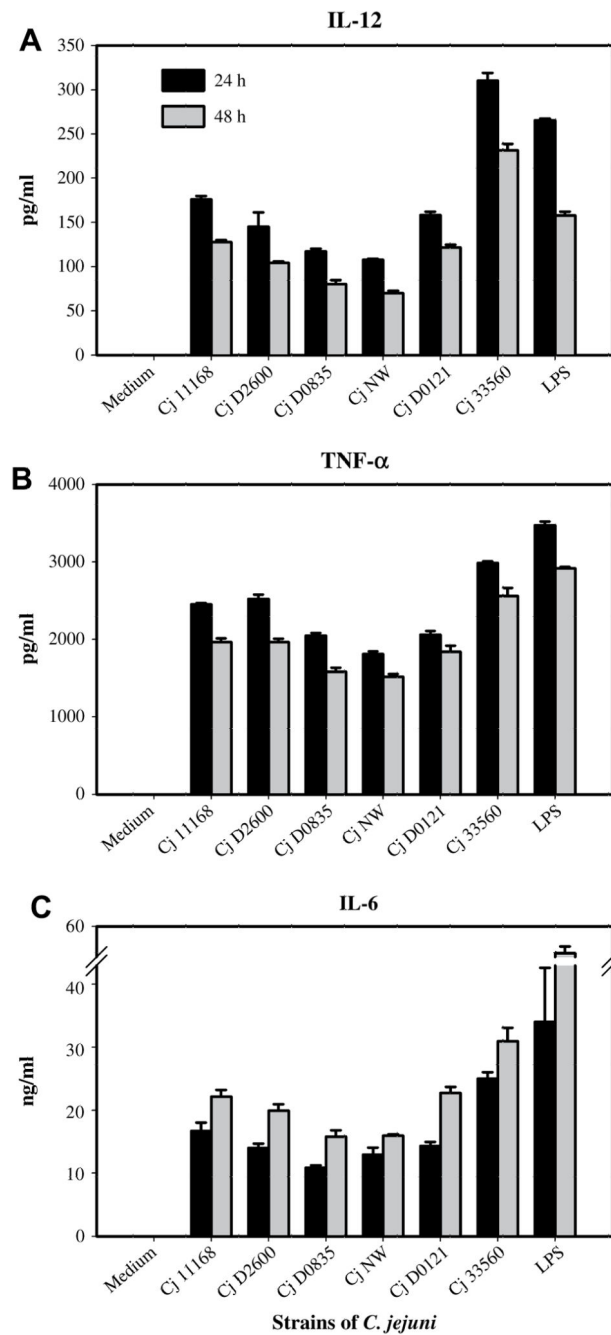 A
IL-12
350
300
250
200
150
100
50
0
pg/ml
24 h
48 h
Medium
Cj 11168
Cj D2600
Cj D0835
Cj NW
Cj D0121
Cj 33560
LPS
B
TNF-α
4000
3000
2000
1000
0
pg/ml
Medium
Cj 11168
Cj D2600
Cj D0835
Cj NW
Cj D0121
Cj 33560
LPS
C
IL-6
60
40
30
20
10
0
ng/ml
Medium
Cj 11168
Cj D2600
Cj D0835
Cj NW
Cj D0121
Cj 33560
LPS
Strains of C. jejuni